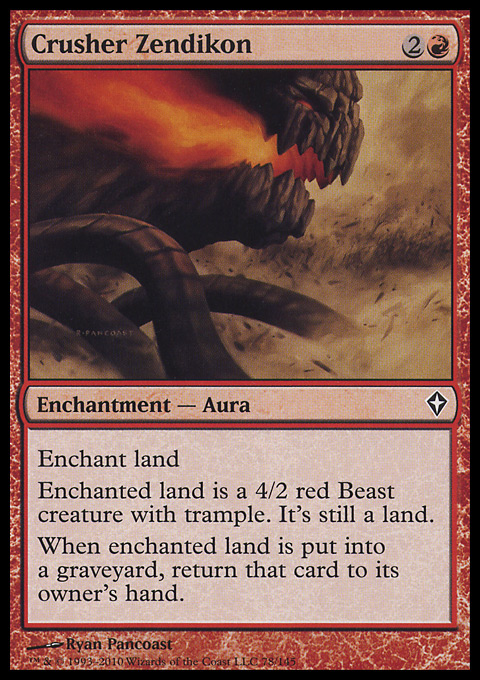 Crusher Zendikon 2
R·PANCOAST
Enchantment — Aura
Enchant land
Enchanted land is a 4/2 red Beast
creature with trample. It's still a land.
When enchanted land is put into
a graveyard, return that card to its
owner's hand.
Ryan Pancoast
™ & © 1993–2010 Wizards of the Coast LLC 78/145